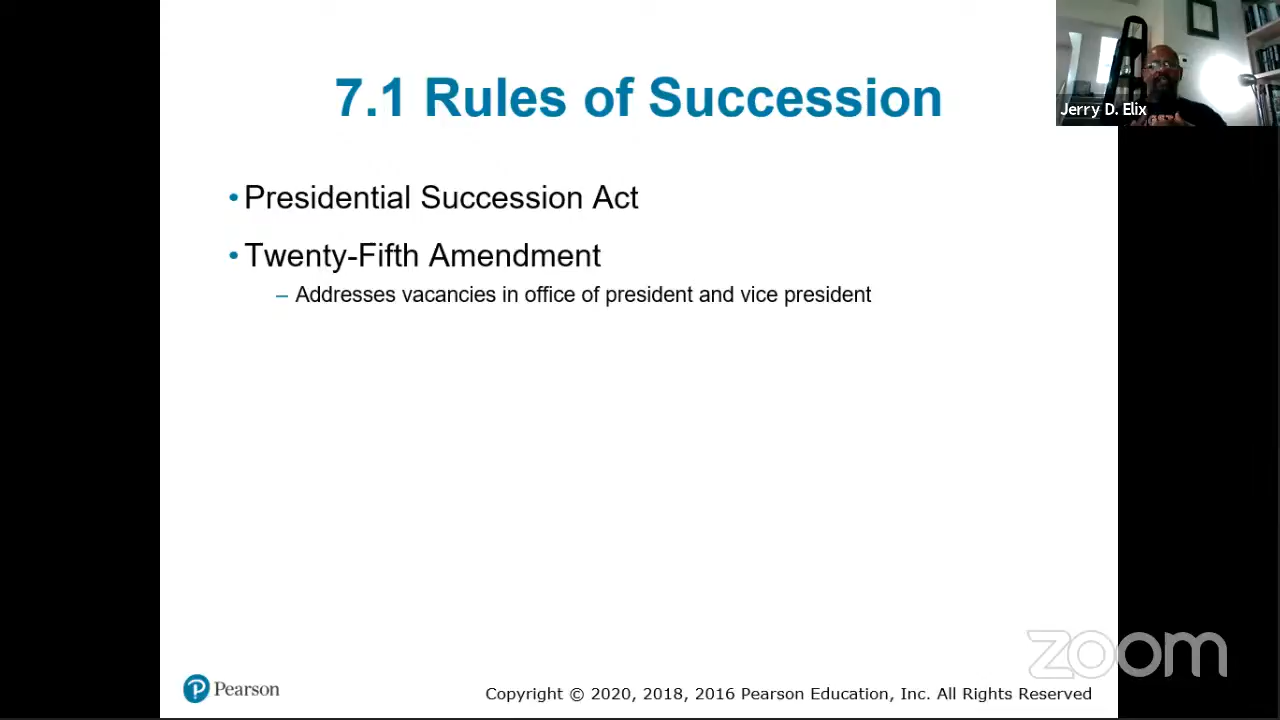 7.1 Rules of Succession
Jerry D. Elix
•Presidential Succession Act
•Twenty-Fifth Amendment
– Addresses vacancies in office of president and vice president
zoom
Pearson
Copyright © 2020, 2018, 2016 Pearson Education, Inc. All Rights Reserved